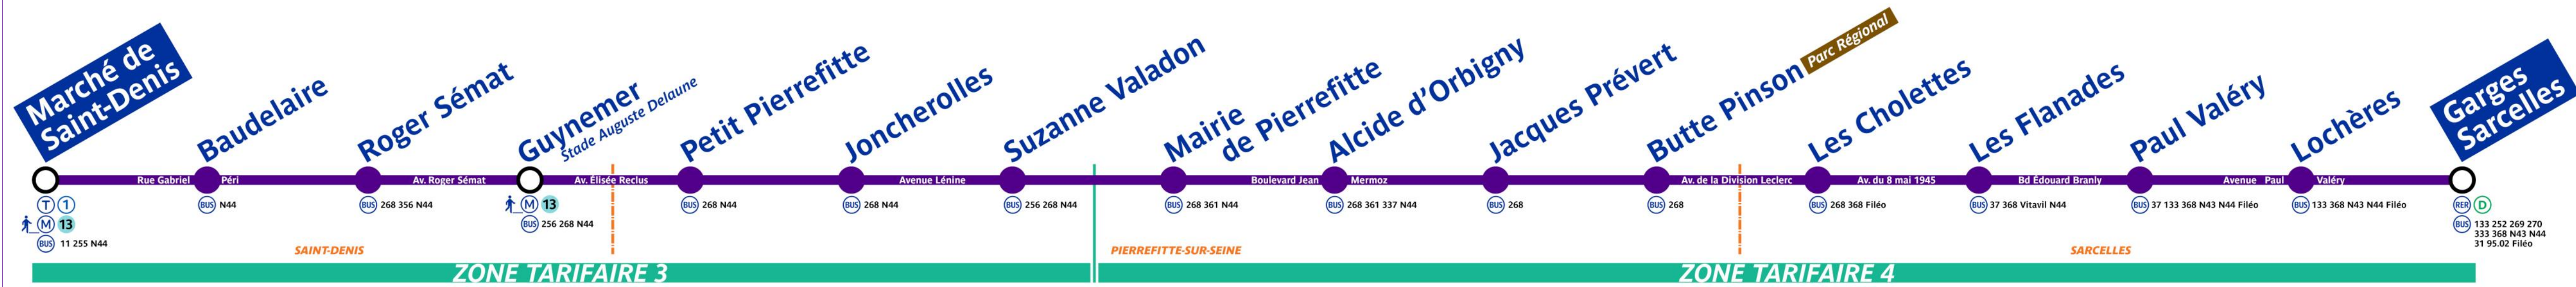 Marché de
Saint-Denis
Baudelaire
Roger Sémat
Guynemer
Stade Auguste Delaune
Petit Pierrefitte
Joncherolles
Suzanne Valadon
Mairie
de Pierrefitte
Alcide d'Orbigny
Jacques Prévert
Butte Pinson
Parc Régional
Les Cholettes
Les Flanades
Paul Valéry
Lochères
Garges
Sarcelles
Rue Gabriel Péri
Av. Roger Sémat
Av. Élisée Reclus
Avenue Lénine
Boulevard Jean Mermoz
Av. de la Division Leclerc
Av. du 8 mai 1945
Bd Édouard Branly
Avenue Paul Valéry
T 1
M 13
BUS 11 255 N44
BUS N44
BUS 268 356 N44
M 13
BUS 256 268 N44
BUS 268 N44
BUS 268 N44
BUS 256 268 N44
BUS 268 361 N44
BUS 268 361 337 N44
BUS 268
BUS 268
BUS 268 368 Filéo
BUS 37 368 Vitavil N44
BUS 37 133 368 N43 N44 Filéo
BUS 133 368 N43 N44 Filéo
RER D
BUS 133 252 269 270
333 368 N43 N44
31 95.02 Filéo
SAINT-DENIS
PIERREFITTE-SUR-SEINE
SARCELLES
ZONE TARIFAIRE 3
ZONE TARIFAIRE 4